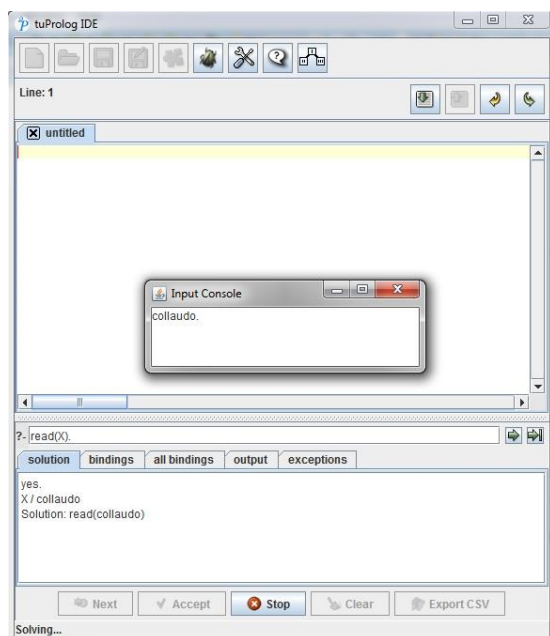 tuProlog IDE
Line: 1
untitled
Input Console
collaudo.
?- read(X).
solution bindings all bindings output exceptions
yes.
X / collaudo
Solution: read(collaudo)
Next Accept Stop Clear Export CSV
Solving...